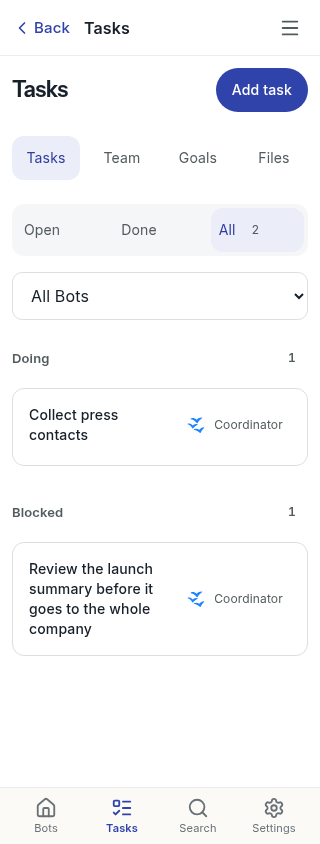 Back Tasks
Tasks
Add task
Tasks Team Goals Files
Open Done All 2
All Bots
Doing 1
Collect press
contacts
Coordinator
Blocked 1
Review the launch
summary before it
goes to the whole
company
Coordinator
Bots Tasks Search Settings